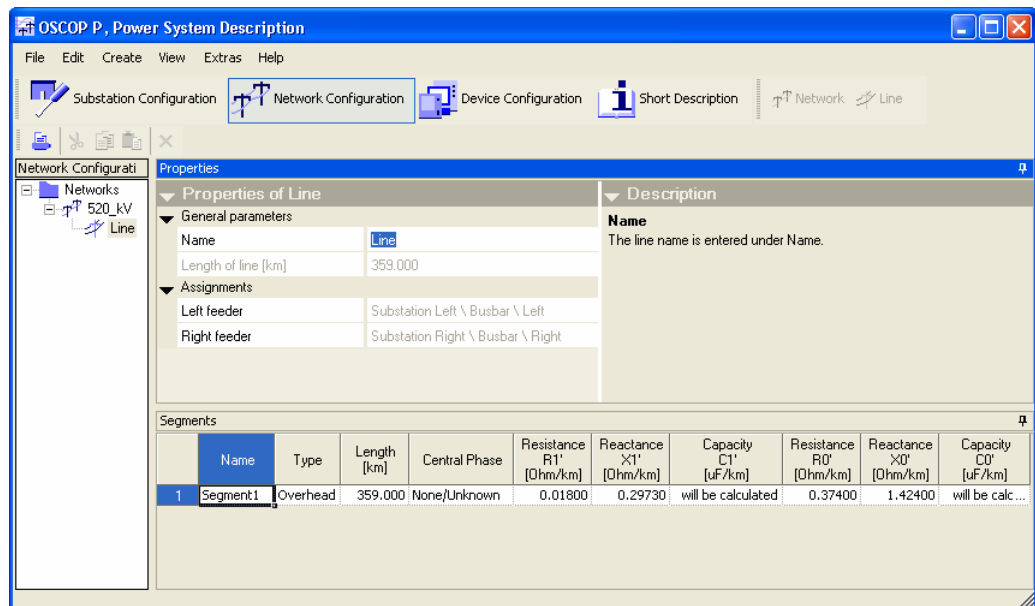 OSCOP P, Power System Description
File Edit Create View Extras Help
Substation Configuration Network Configuration Device Configuration Short Description Network Line
Network Configurati
Networks
520_kV
Line
Properties
Properties of Line
General parameters
Name Line
Length of line [km] 359.000
Assignments
Left feeder Substation Left \ Busbar \ Left
Right feeder Substation Right \ Busbar \ Right
Description
Name
The line name is entered under Name.
Segments
Name Type Length [km] Central Phase Resistance R1' [Ohm/km] Reactance X1' [Ohm/km] Capacity C1' [uF/km] Resistance R0' [Ohm/km] Reactance X0' [Ohm/km] Capacity C0' [uF/km]
1 Segment1 Overhead 359.000 None/Unknown 0.01800 0.29730 will be calculated 0.37400 1.42400 will be calc ...